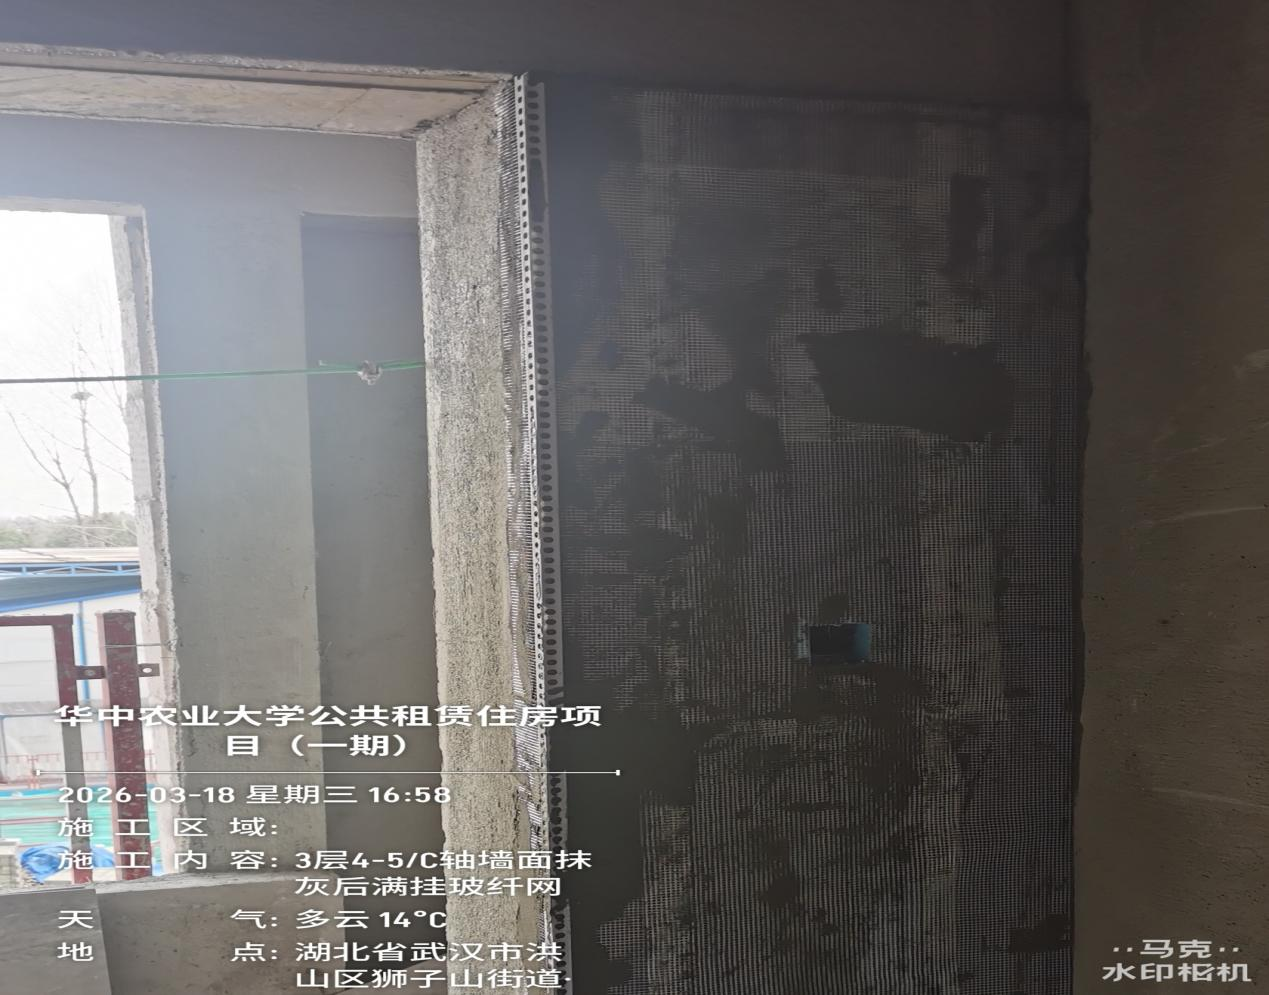 华中农业大学公共租赁住房项
目（一期）
2026-03-18 星期三 16:58
施工区域:
施工内容: 3层4-5/C轴墙面抹
灰后满挂玻纤网
天气: 多云 14°C
地点: 湖北省武汉市洪
山区狮子山街道·
马克
水印相机